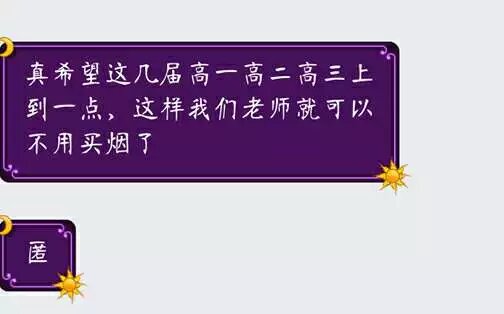 真希望这几届高一高二高三上
到一点，这样我们老师就可以
不用买烟了
匿